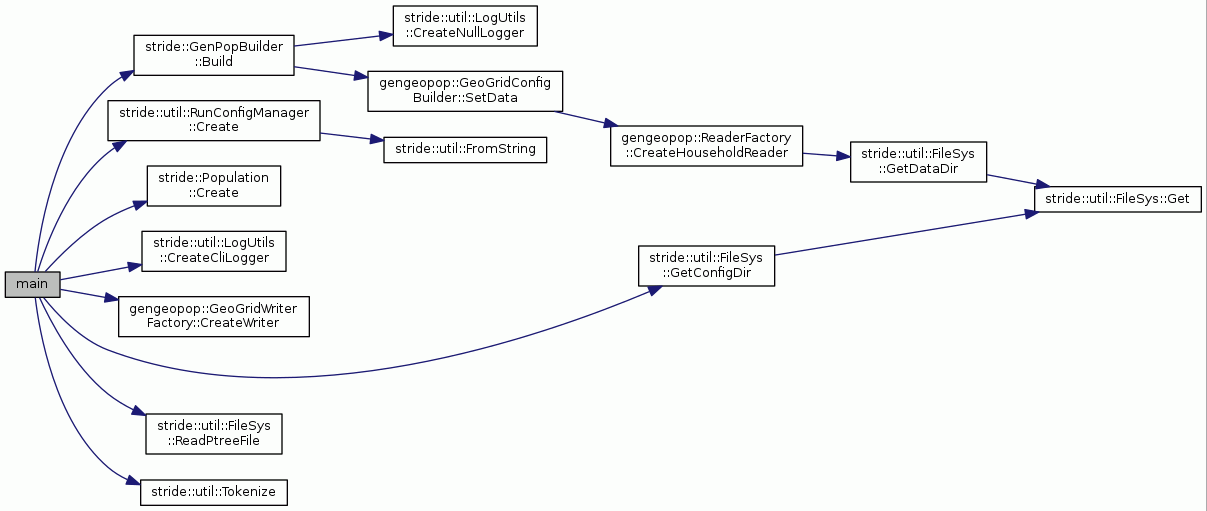 stride::util::LogUtils
::CreateNullLogger
stride::GenPopBuilder
::Build
gengeopop::GeoGridConfig
Builder::SetData
stride::util::RunConfigManager
::Create
gengeopop::ReaderFactory
::CreateHouseholdReader
stride::util::FromString
stride::util::FileSys
::GetDataDir
stride::Population
::Create
stride::util::FileSys::Get
stride::util::LogUtils
::CreateCliLogger
stride::util::FileSys
::GetConfigDir
main
gengeopop::GeoGridWriter
Factory::CreateWriter
stride::util::FileSys
::ReadPtreeFile
stride::util::Tokenize